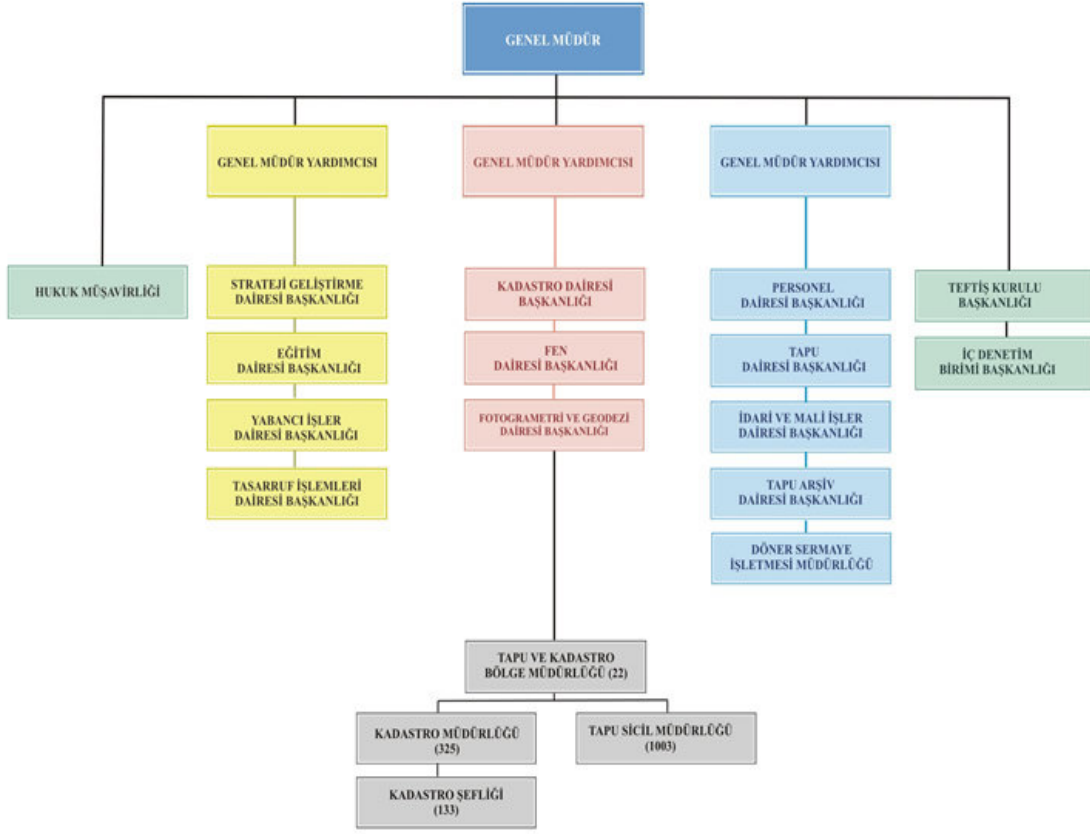 GENEL MÜDÜR
GENEL MÜDÜR YARDIMCISI
GENEL MÜDÜR YARDIMCISI
GENEL MÜDÜR YARDIMCISI
HUKUK MÜŞAVİRLİĞİ
STRATEJİ GELİŞTİRME
DAİRESİ BAŞKANLIĞI
KADASTRO DAİRESİ
BAŞKANLIĞI
PERSONEL
DAİRESİ BAŞKANLIĞI
TEFTİŞ KURULU
BAŞKANLIĞI
EĞİTİM
DAİRESİ BAŞKANLIĞI
FEN
DAİRESİ BAŞKANLIĞI
TAPU
DAİRESİ BAŞKANLIĞI
İÇ DENETİM
BİRİMİ BAŞKANLIĞI
YABANCI İŞLER
DAİRESİ BAŞKANLIĞI
FOTOGRAMETRİ VE GEODEZİ
DAİRESİ BAŞKANLIĞI
İDARİ VE MALİ İŞLER
DAİRESİ BAŞKANLIĞI
TASARRUF İŞLEMLERİ
DAİRESİ BAŞKANLIĞI
TAPU ARŞİV
DAİRESİ BAŞKANLIĞI
DÖNER SERMAYE
İŞLETMESİ MÜDÜRLÜĞÜ
TAPU VE KADASTRO
BÖLGE MÜDÜRLÜĞÜ (22)
KADASTRO MÜDÜRLÜĞÜ
(325)
TAPU SİCİL MÜDÜRLÜĞÜ
(1003)
KADASTRO ŞEFLİĞİ
(133)